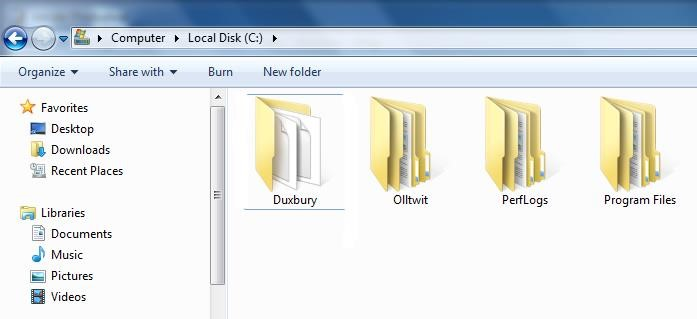 Computer Local Disk (C:)
Organize Share with Burn New folder
Favorites
Desktop
Downloads
Recent Places
Libraries
Documents
Music
Pictures
Videos
Duxbury Olltwit PerfLogs Program Files